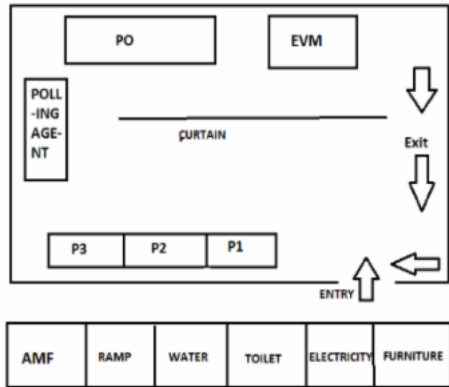 PO
EVM
POLL
-ING
AGE-
NT
CURTAIN
Exit
P3 P2 P1
ENTRY
AMF RAMP WATER TOILET ELECTRICITY FURNITURE